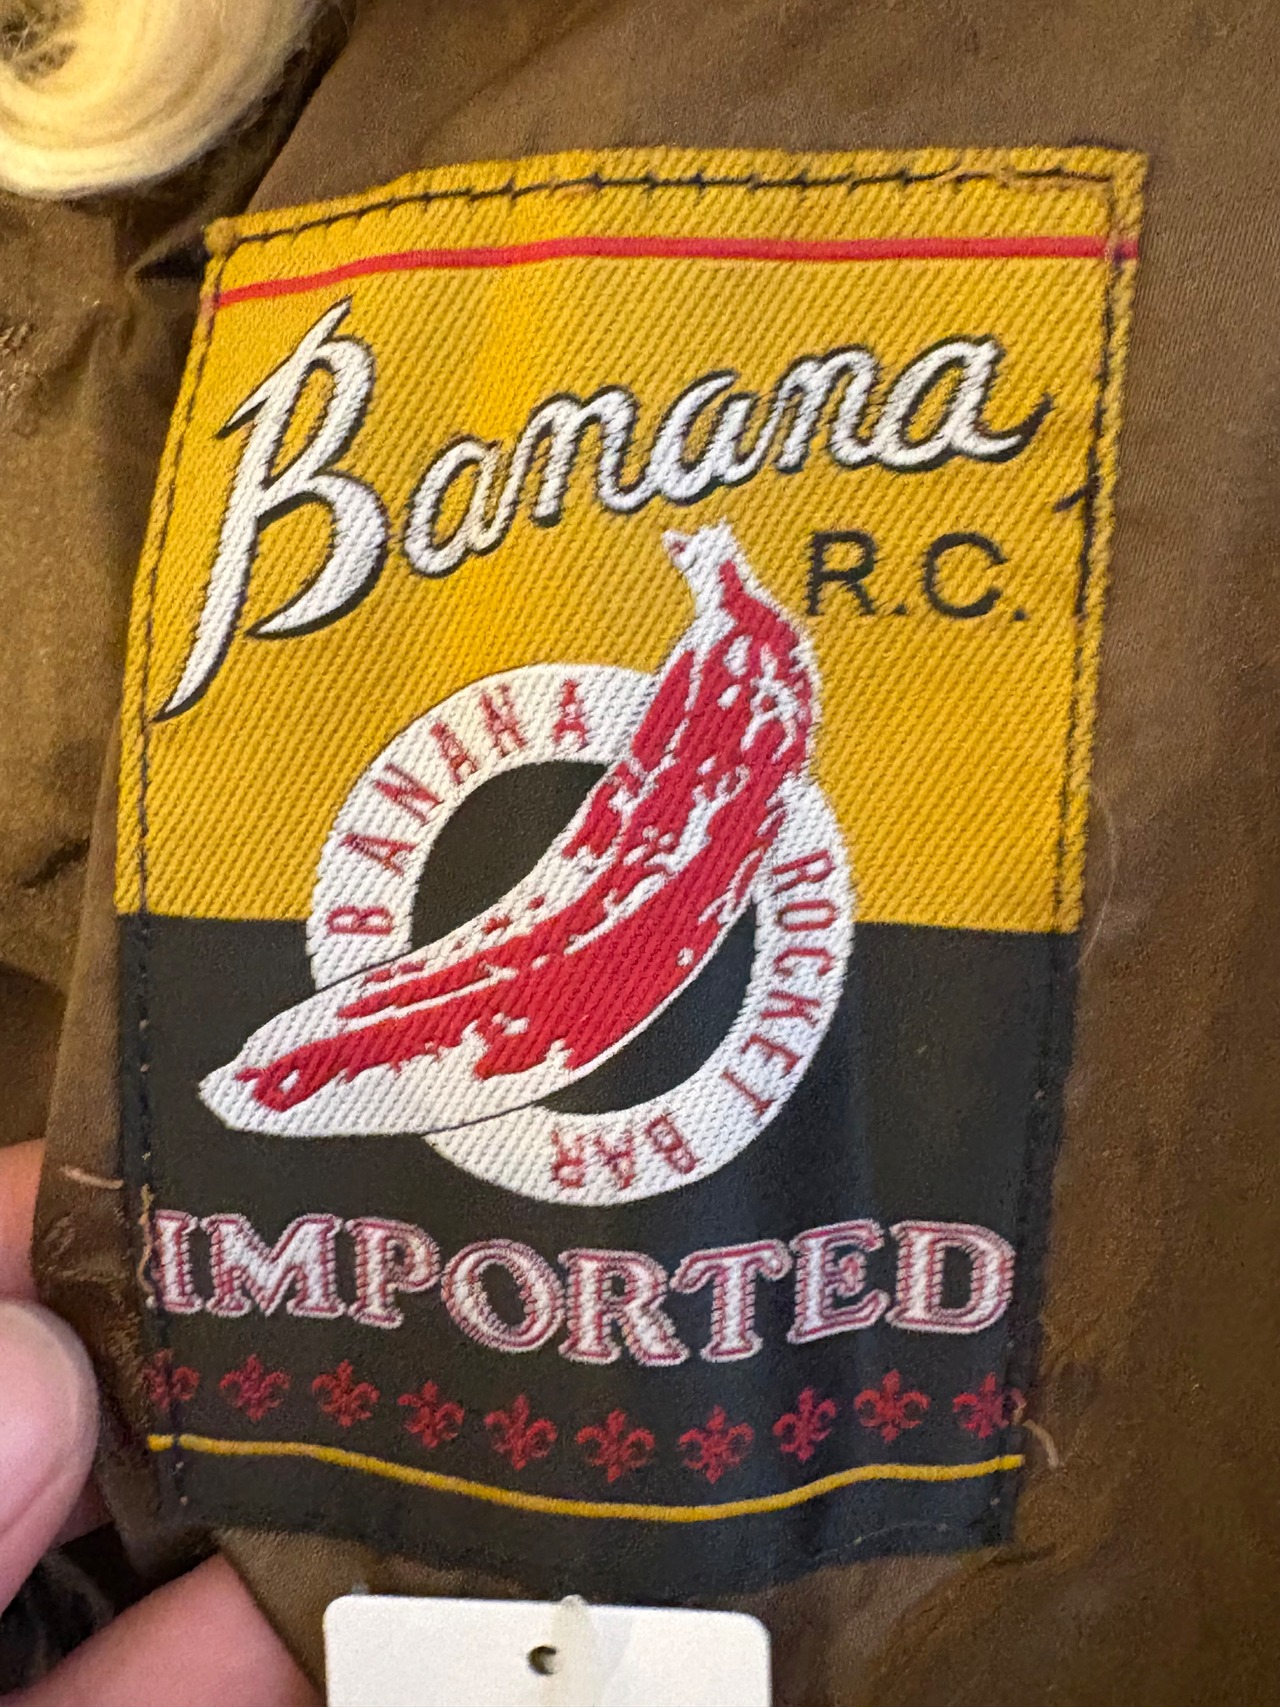 Banana
R.C.
BANANA ROCKET BAR
IMPORTED